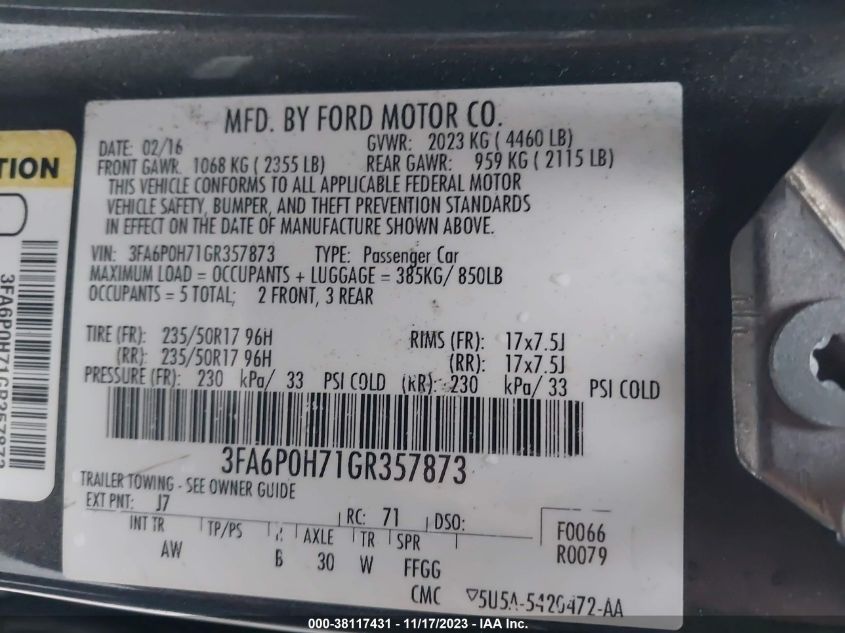 MFD. BY FORD MOTOR CO.
DATE: 02/16 GVWR: 2023 KG ( 4460 LB)
FRONT GAWR: 1068 KG ( 2355 LB) REAR GAWR: 959 KG ( 2115 LB)
THIS VEHICLE CONFORMS TO ALL APPLICABLE FEDERAL MOTOR
VEHICLE SAFETY, BUMPER, AND THEFT PREVENTION STANDARDS
IN EFFECT ON THE DATE OF MANUFACTURE SHOWN ABOVE.
VIN: 3FA6P0H71GR357873 TYPE: Passenger Car
MAXIMUM LOAD = OCCUPANTS + LUGGAGE = 385KG/ 850LB
OCCUPANTS = 5 TOTAL; 2 FRONT, 3 REAR
TIRE (FR): 235/50R17 96H RIMS (FR): 17x7.5J
(RR): 235/50R17 96H (RR): 17x7.5J
PRESSURE (FR): 230 kPa/ 33 PSI COLD (RR): 230 kPa/ 33 PSI COLD
3FA6P0H71GR357873
TRAILER TOWING - SEE OWNER GUIDE
EXT PNT: J7 RC: 71 DSO:
INT TR TP/PS R AXLE TR SPR
AW B 30 W FFGG
F0066
R0079
CMC ▽5U5A-5420472-AA
TION
3FA6P0H71GR357873
000-38117431 - 11/17/2023 - IAA Inc.